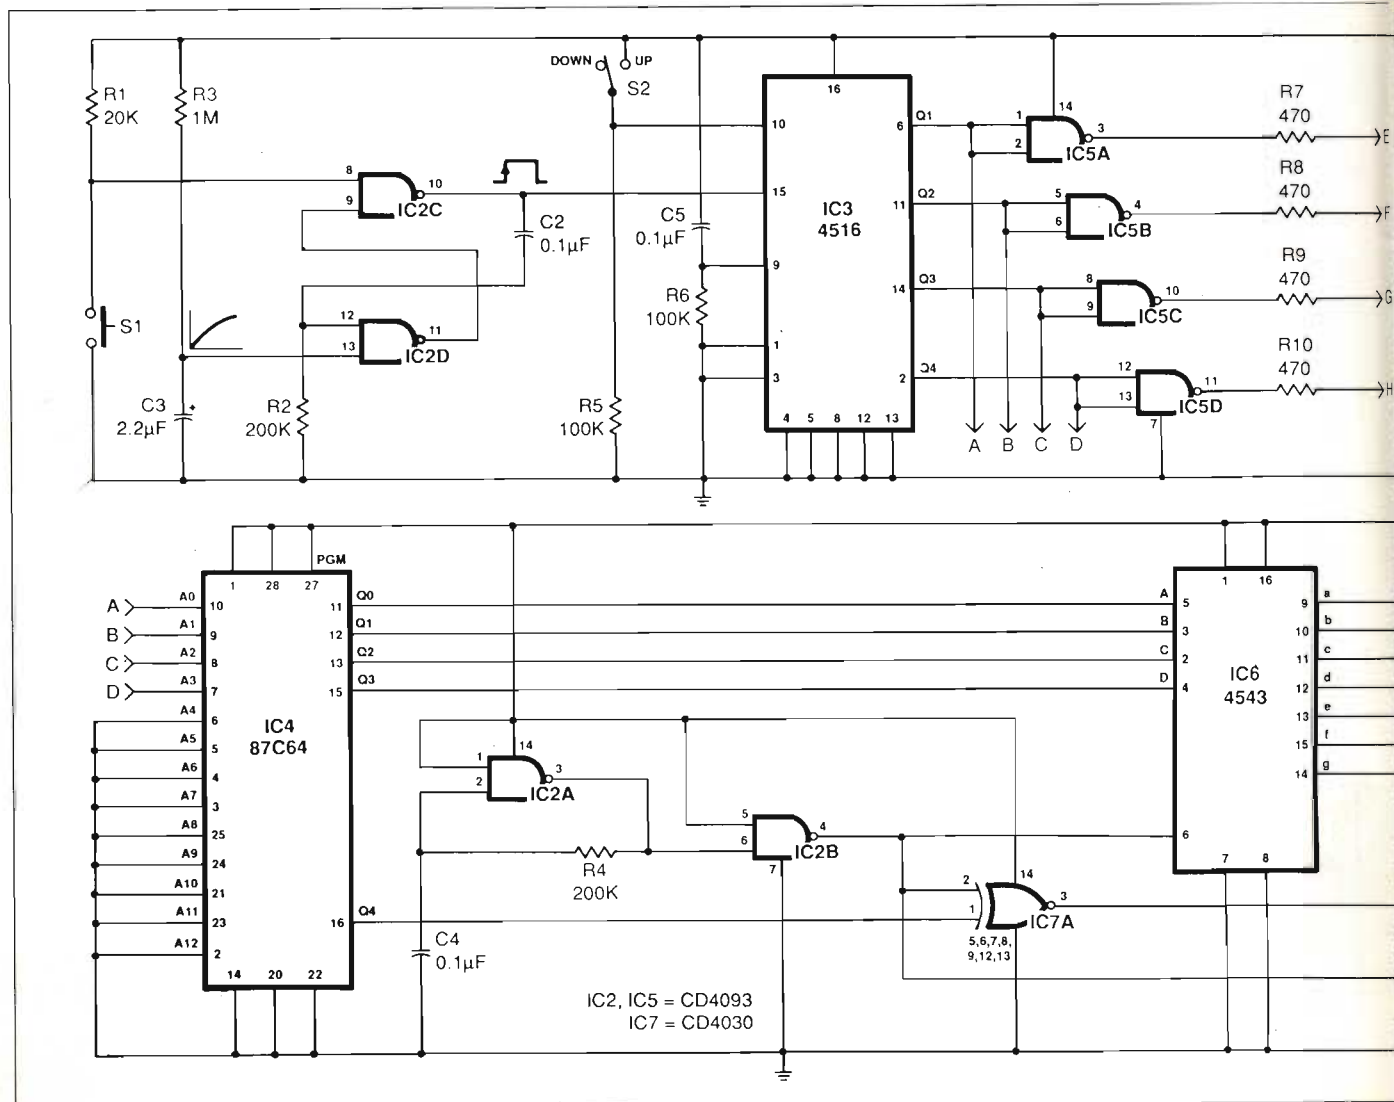 R1
20K
R3
1M
DOWN
UP
S2
R7
470
E
R8
470
F
R9
470
G
R10
470
H
8
9
10
IC2C
C2
0.1µF
C5
0.1µF
R6
100K
12
13
11
IC2D
S1
C3
+
2.2µF
R2
200K
R5
100K
16
10
15
9
1
3
IC3
4516
6
11
14
2
4
5
8
12
13
Q1
Q2
Q3
Q4
1
2
14
3
IC5A
5
6
4
IC5B
8
9
10
IC5C
12
13
11
IC5D
7
A
B
C
D
PGM
1
28
27
A
B
C
D
A0
A1
A2
A3
A4
A5
A6
A7
A8
A9
A10
A11
A12
10
9
8
7
6
5
4
3
25
24
21
23
2
IC4
87C64
11
12
13
15
16
14
20
22
Q0
Q1
Q2
Q3
Q4
1
2
14
3
IC2A
R4
200K
C4
0.1µF
5
6
4
7
IC2B
2
1
14
3
IC7A
5,6,7,8,
9,12,13
IC2, IC5 = CD4093
IC7 = CD4030
A
B
C
D
1
16
5
3
2
4
6
IC6
4543
9
10
11
12
13
15
14
7
8
a
b
c
d
e
f
g